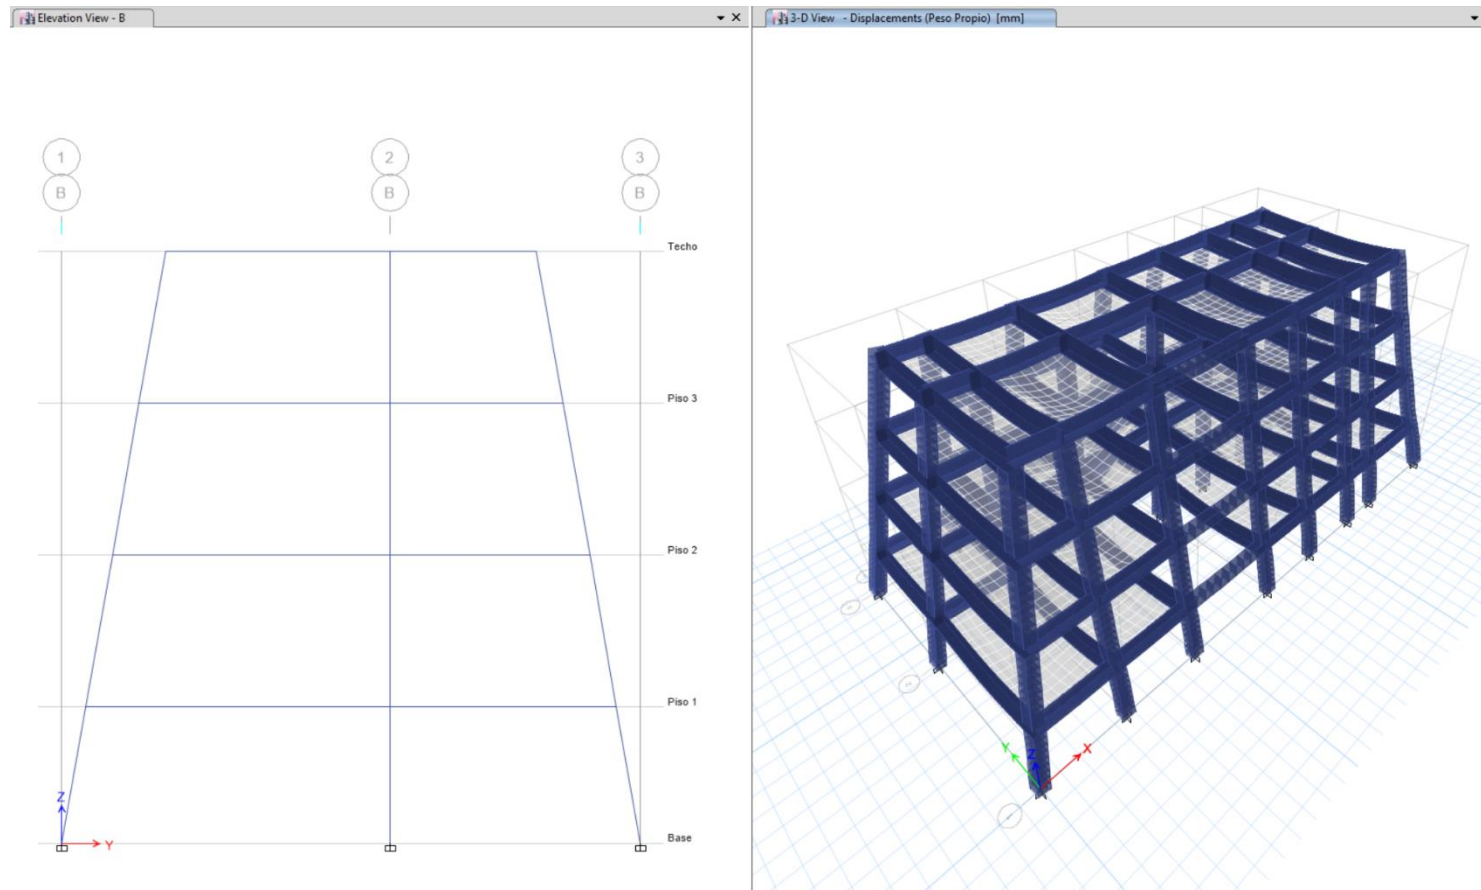 Elevation View - B
3-D View - Displacements (Peso Propio) [mm]
1 2 3
B B B
Techo
Piso 3
Piso 2
Piso 1
Z
Y
Base
Y Z X